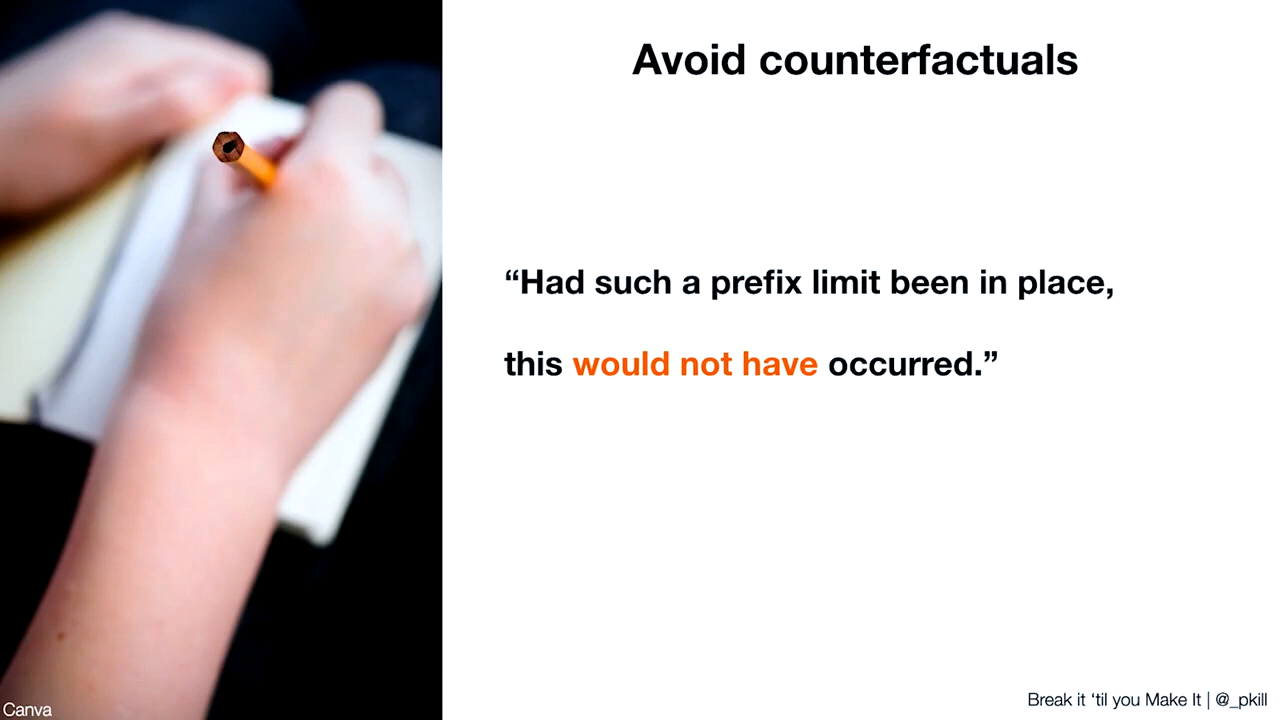 Avoid counterfactuals
“Had such a prefix limit been in place,
this would not have occurred.”
Canva
Break it ‘til you Make It | @_pkill